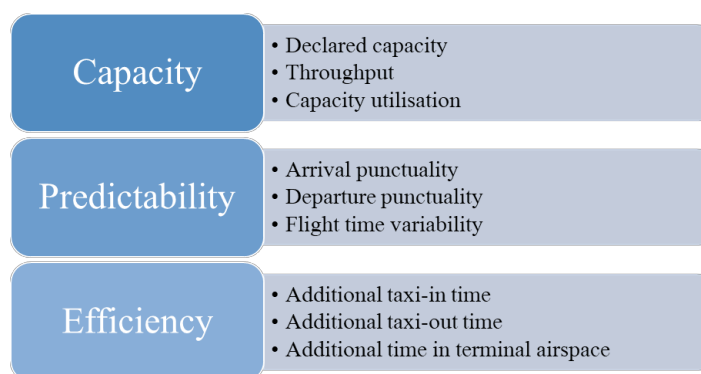 Capacity
• Declared capacity
• Throughput
• Capacity utilisation
Predictability
• Arrival punctuality
• Departure punctuality
• Flight time variability
Efficiency
• Additional taxi-in time
• Additional taxi-out time
• Additional time in terminal airspace